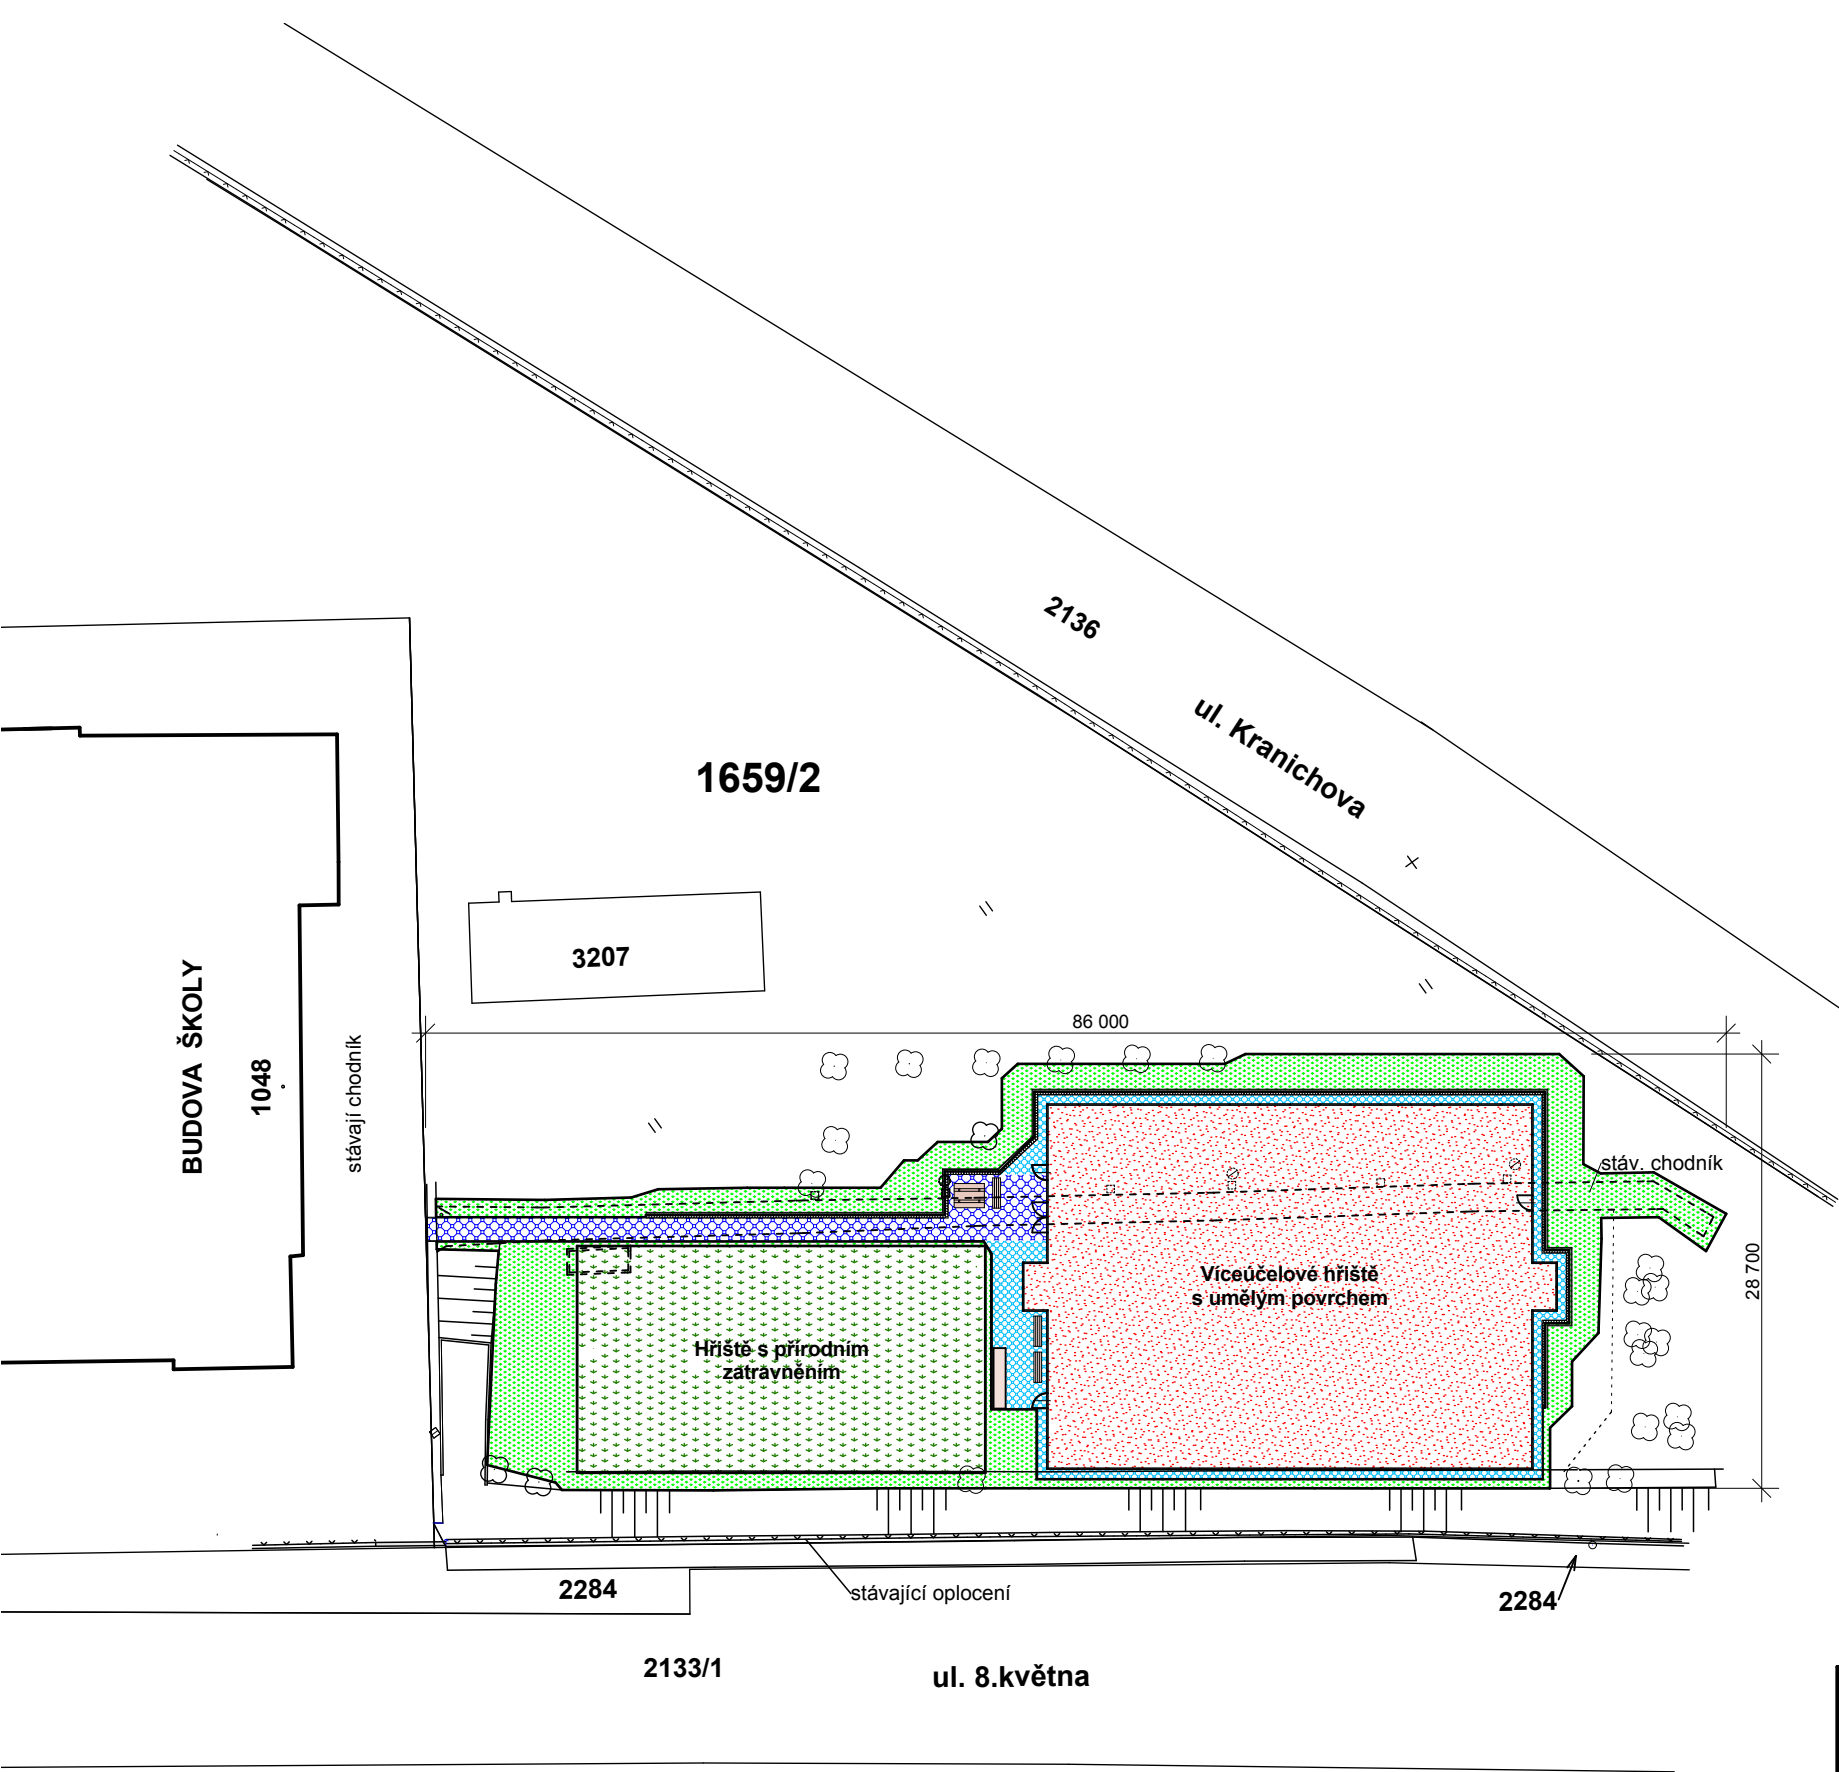 2136
ul. Kranichova
1659/2
3207
BUDOVA ŠKOLY
1048
stávají chodník
86 000
stáv. chodník
28 700
Víceúčelové hřiště
s umělým povrchem
Hřiště s přírodním
zatravněním
2284
stávající oplocení
2284
2133/1
ul. 8.května